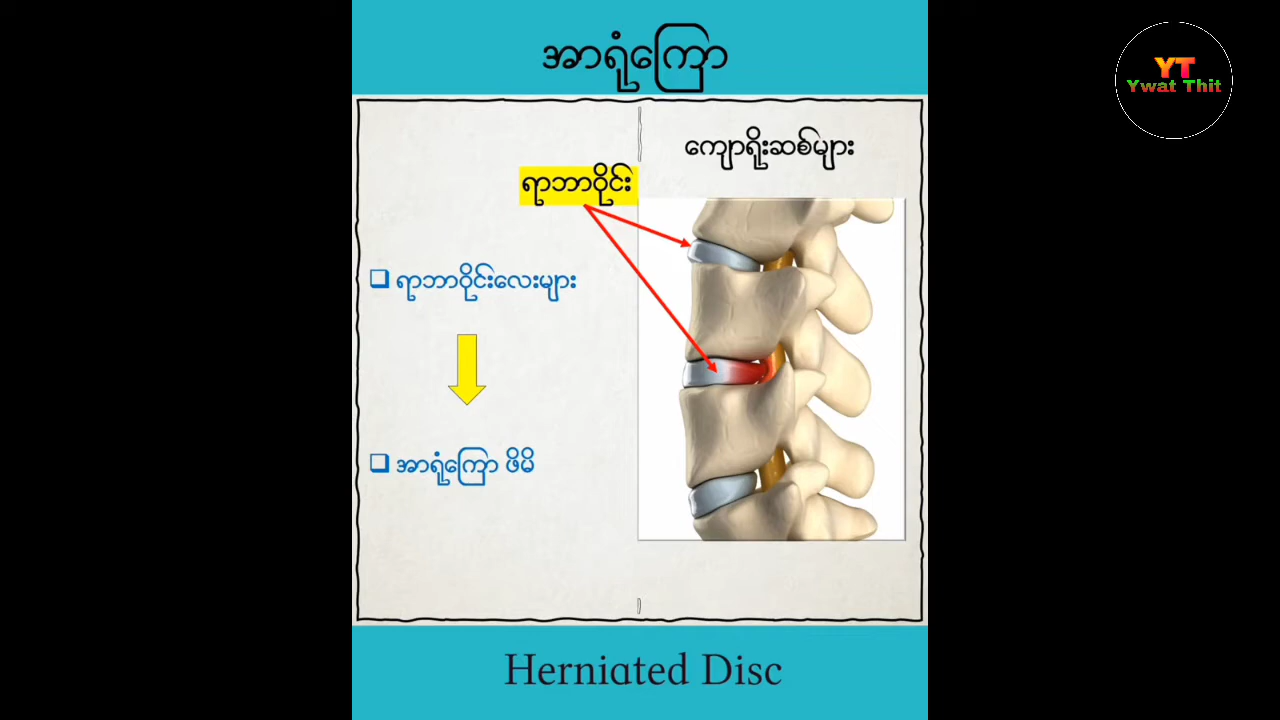 အာရုံကြော
YT
Ywat Thit
ကျောရိုးဆစ်များ
ရာဘာဝိုင်း
❑ ရာဘာဝိုင်းလေးများ
❑ အာရုံကြော ဖိမိ
Herniated Disc